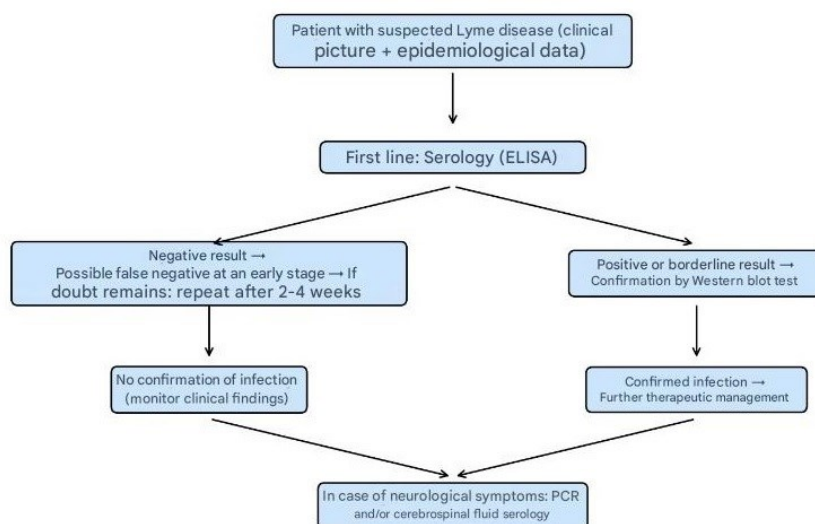 Patient with suspected Lyme disease (clinical
picture + epidemiological data)
First line: Serology (ELISA)
Negative result →
Possible false negative at an early stage → If
doubt remains: repeat after 2-4 weeks
Positive or borderline result →
Confirmation by Western blot test
No confirmation of infection
(monitor clinical findings)
Confirmed infection →
Further therapeutic management
In case of neurological symptoms: PCR
and/or cerebrospinal fluid serology